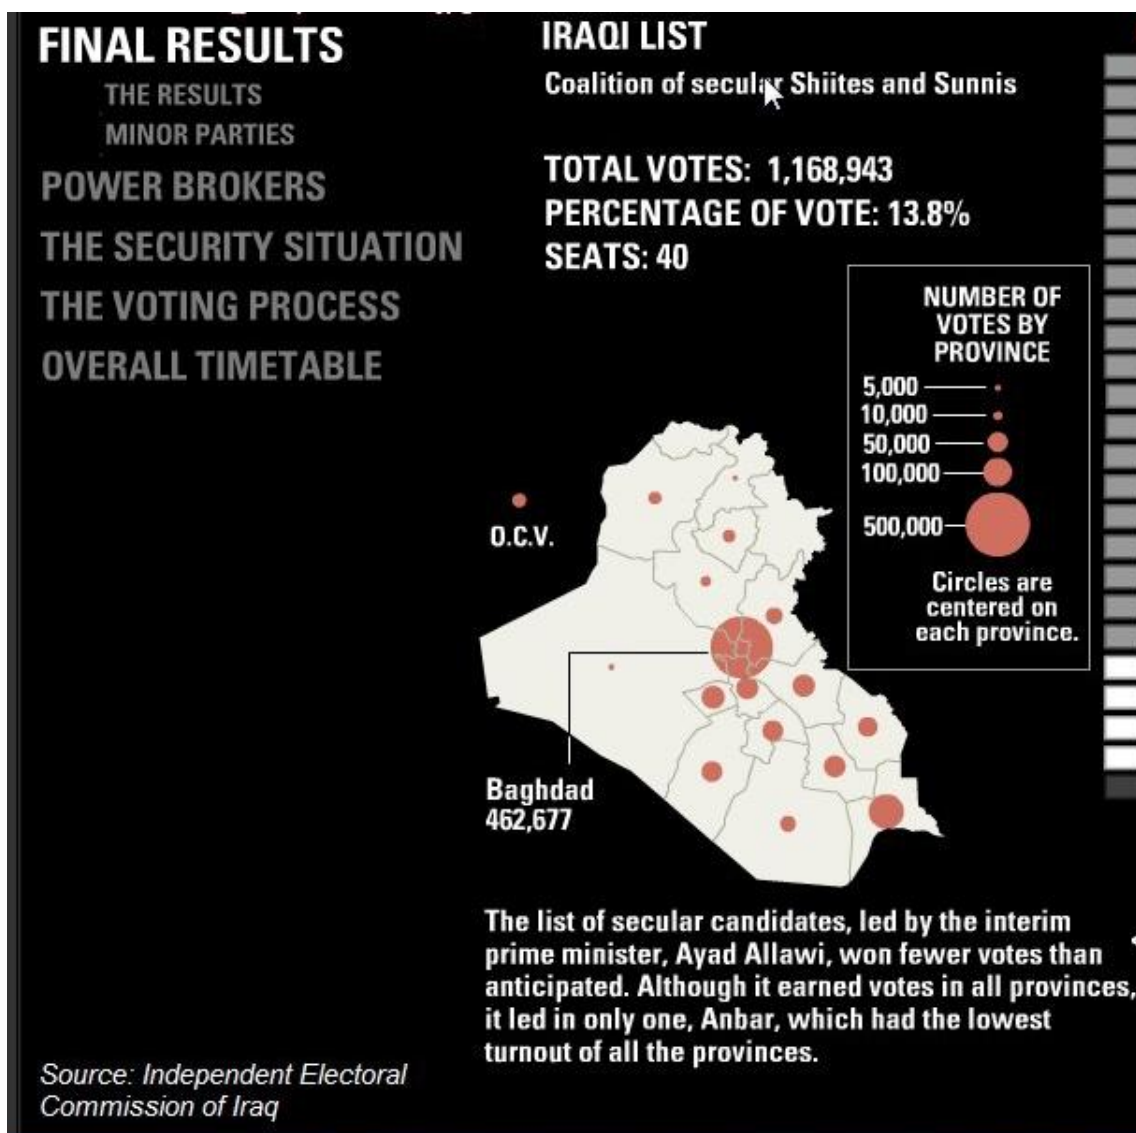 FINAL RESULTS
THE RESULTS
MINOR PARTIES
POWER BROKERS
THE SECURITY SITUATION
THE VOTING PROCESS
OVERALL TIMETABLE
IRAQI LIST
Coalition of secular Shiites and Sunnis
TOTAL VOTES: 1,168,943
PERCENTAGE OF VOTE: 13.8%
SEATS: 40
NUMBER OF
VOTES BY
PROVINCE
5,000
10,000
50,000
100,000
500,000
Circles are
centered on
each province.
O.C.V.
Baghdad
462,677
The list of secular candidates, led by the interim
prime minister, Ayad Allawi, won fewer votes than
anticipated. Although it earned votes in all provinces,
it led in only one, Anbar, which had the lowest
turnout of all the provinces.
Source: Independent Electoral
Commission of Iraq